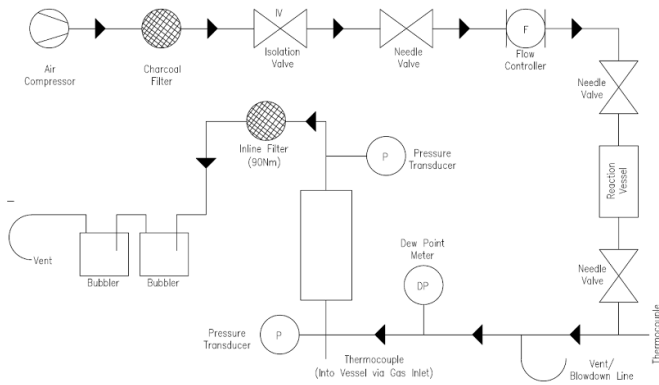 IV
F
Air
Compressor
Charcoal
Filter
Isolation
Valve
Needle
Valve
Flow
Controller
Needle
Valve
Inline Filter
(90Nm)
P
Pressure
Transducer
Reaction
Vessel
Vent
Bubbler
Bubbler
Dew Point
Meter
DP
Needle
Valve
Pressure
Transducer
P
Thermocouple
(Into Vessel via Gas Inlet)
Vent/
Blowdown Line
Thermocouple